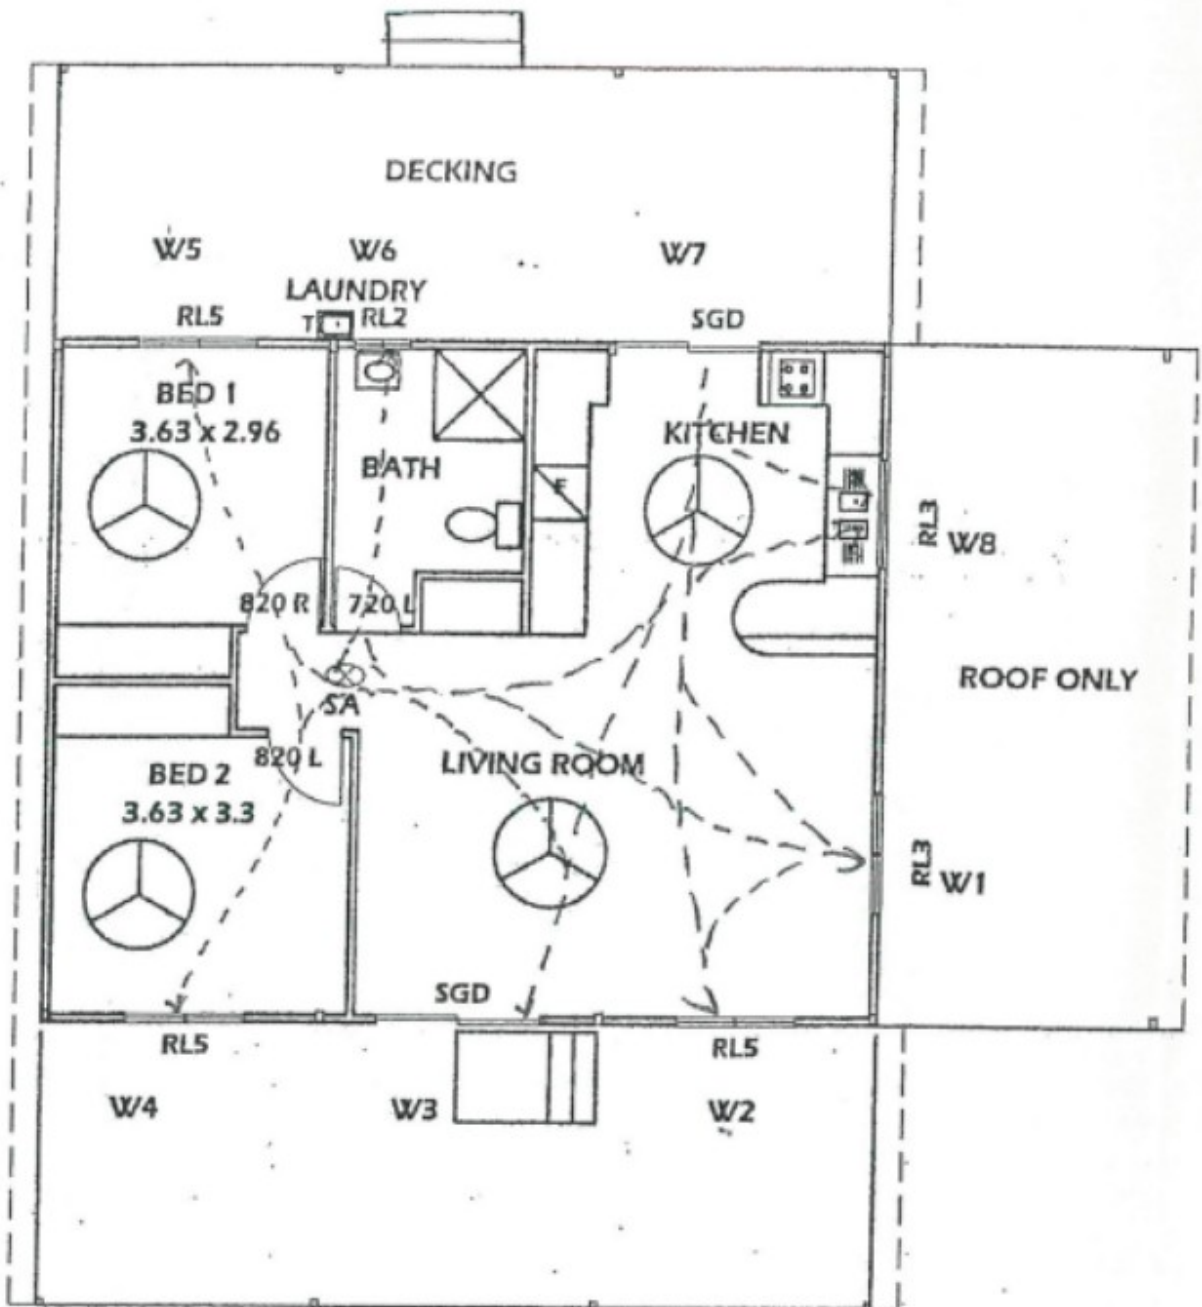 DECKING
W5
W6
W7
LAUNDRY
RL5
T
RL2
SGD
BED 1
3.63 x 2.96
KITCHEN
BATH
F
RL3
W8
820 R
720 L
ROOF ONLY
SA
820 L
LIVING ROOM
BED 2
3.63 x 3.3
RL3
W1
SGD
RL5
RL5
W4
W3
W2